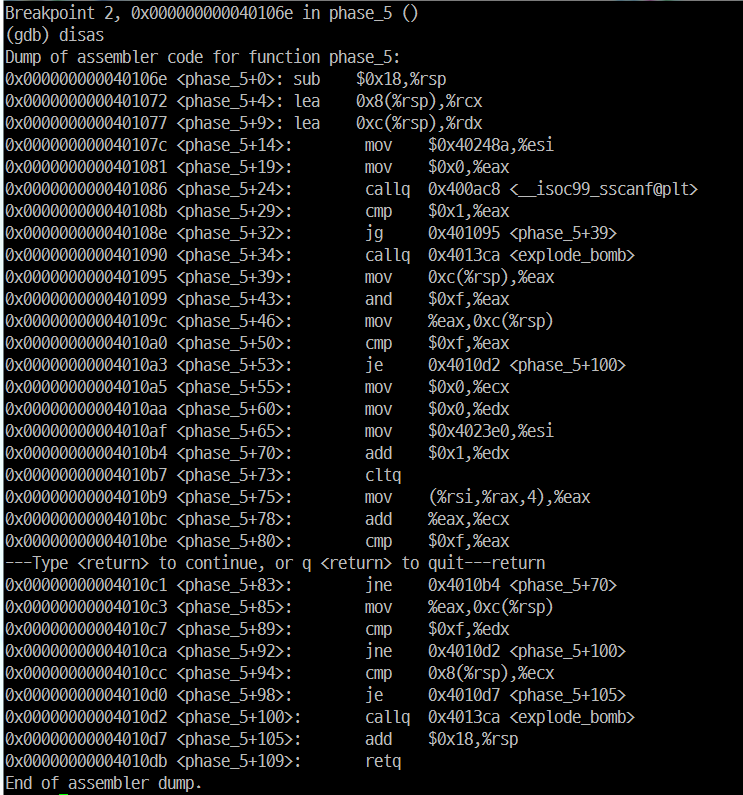 Breakpoint 2, 0x000000000040106e in phase_5 ()
(gdb) disas
Dump of assembler code for function phase_5:
0x000000000040106e <phase_5+0>: sub    $0x18,%rsp
0x0000000000401072 <phase_5+4>: lea    0x8(%rsp),%rcx
0x0000000000401077 <phase_5+9>: lea    0xc(%rsp),%rdx
0x000000000040107c <phase_5+14>:        mov    $0x40248a,%esi
0x0000000000401081 <phase_5+19>:        mov    $0x0,%eax
0x0000000000401086 <phase_5+24>:        callq  0x400ac8 <__isoc99_sscanf@plt>
0x000000000040108b <phase_5+29>:        cmp    $0x1,%eax
0x000000000040108e <phase_5+32>:        jg     0x401095 <phase_5+39>
0x0000000000401090 <phase_5+34>:        callq  0x4013ca <explode_bomb>
0x0000000000401095 <phase_5+39>:        mov    0xc(%rsp),%eax
0x0000000000401099 <phase_5+43>:        and    $0xf,%eax
0x000000000040109c <phase_5+46>:        mov    %eax,0xc(%rsp)
0x00000000004010a0 <phase_5+50>:        cmp    $0xf,%eax
0x00000000004010a3 <phase_5+53>:        je     0x4010d2 <phase_5+100>
0x00000000004010a5 <phase_5+55>:        mov    $0x0,%ecx
0x00000000004010aa <phase_5+60>:        mov    $0x0,%edx
0x00000000004010af <phase_5+65>:        mov    $0x4023e0,%esi
0x00000000004010b4 <phase_5+70>:        add    $0x1,%edx
0x00000000004010b7 <phase_5+73>:        cltq
0x00000000004010b9 <phase_5+75>:        mov    (%rsi,%rax,4),%eax
0x00000000004010bc <phase_5+78>:        add    %eax,%ecx
0x00000000004010be <phase_5+80>:        cmp    $0xf,%eax
---Type <return> to continue, or q <return> to quit---return
0x00000000004010c1 <phase_5+83>:        jne    0x4010b4 <phase_5+70>
0x00000000004010c3 <phase_5+85>:        mov    %eax,0xc(%rsp)
0x00000000004010c7 <phase_5+89>:        cmp    $0xf,%edx
0x00000000004010ca <phase_5+92>:        jne    0x4010d2 <phase_5+100>
0x00000000004010cc <phase_5+94>:        cmp    0x8(%rsp),%ecx
0x00000000004010d0 <phase_5+98>:        je     0x4010d7 <phase_5+105>
0x00000000004010d2 <phase_5+100>:       callq  0x4013ca <explode_bomb>
0x00000000004010d7 <phase_5+105>:       add    $0x18,%rsp
0x00000000004010db <phase_5+109>:       retq
End of assembler dump.